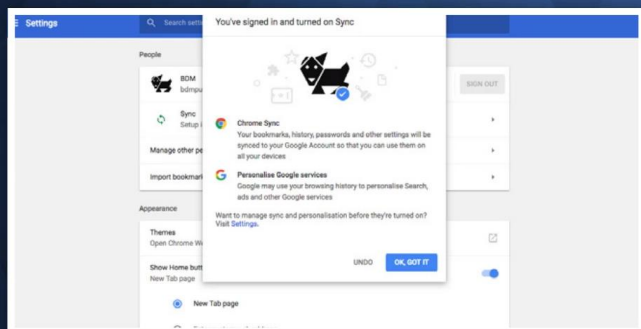 Settings
Search sett
You've signed in and turned on Sync
People
BDM
bdmpu
SIGN OUT
Sync
Setup i
Chrome Sync
Your bookmarks, history, passwords and other settings will be
synced to your Google Account so that you can use them on
all your devices
Manage other pe
Import bookmar
Personalise Google services
Google may use your browsing history to personalise Search,
ads and other Google services
Appearance
Want to manage sync and personalisation before they're turned on?
Visit Settings.
Themes
Open Chrome We
UNDO
OK, GOT IT
Show Home butt
New Tab page
New Tab page